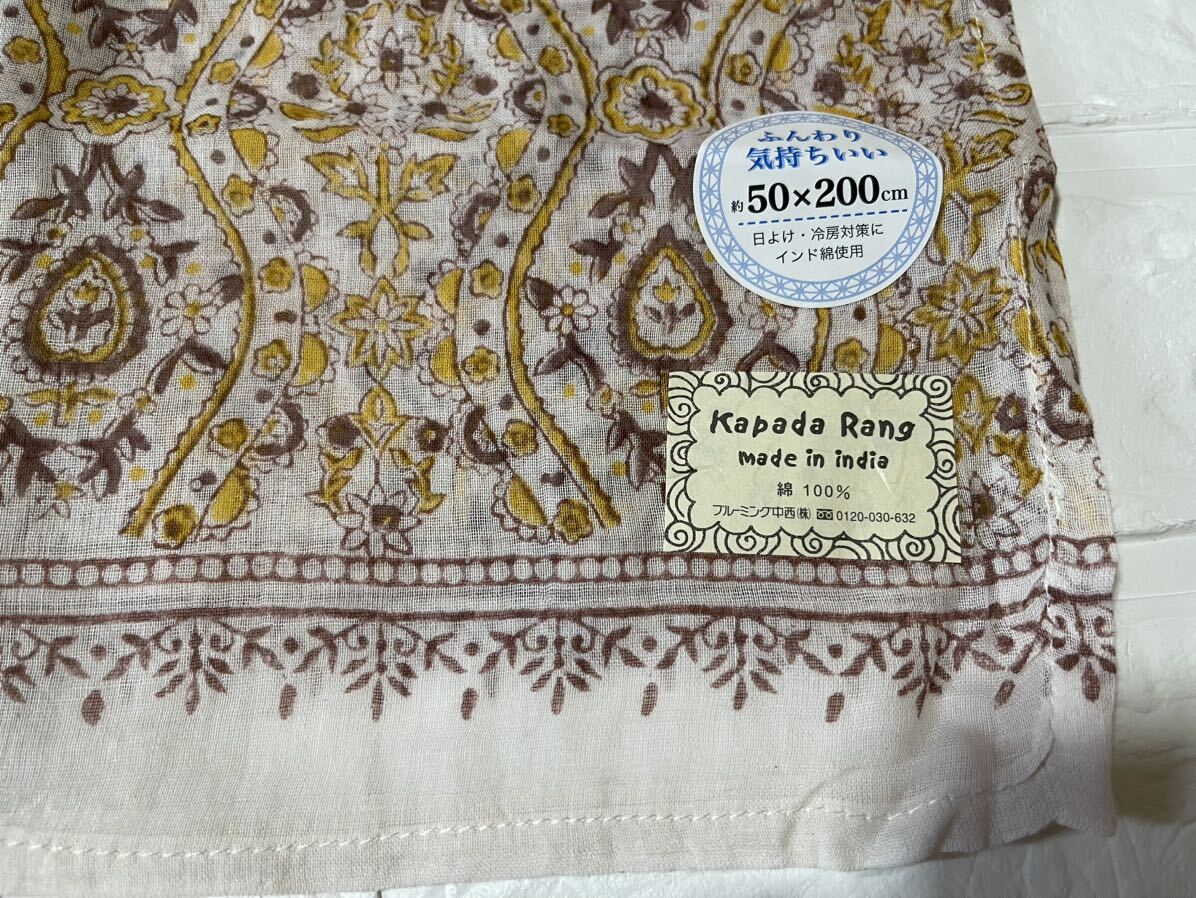 ふんわり
気持ちいい
約50×200cm
日よけ・冷房対策に
インド綿使用
Kapada Rang
made in india
綿 100%
ブルーミング中西(株) 0120-030-632